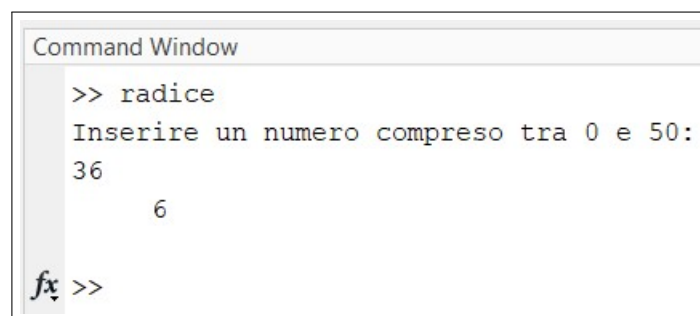 Command Window
>> radice
Inserire un numero compreso tra 0 e 50:
36
6
fx >>